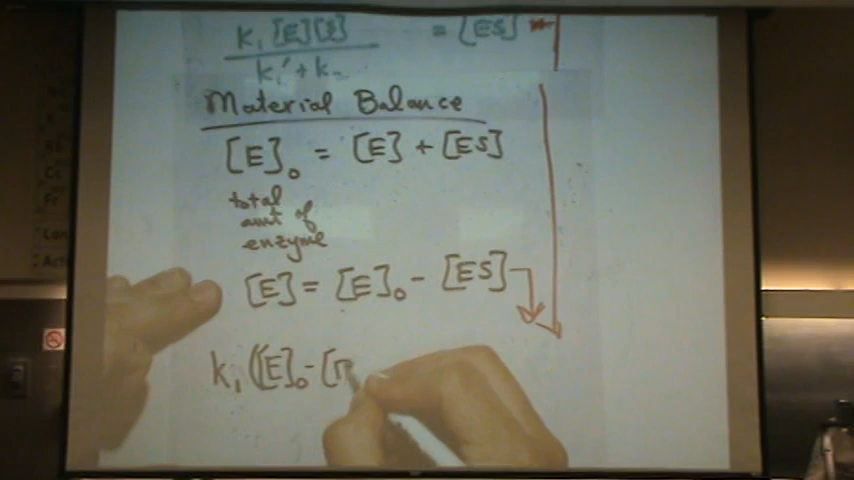 k₁ [E][S] = [ES]
k₁' + k₂
Material Balance
[E]₀ = [E] + [ES]
total
amt of
enzyme
[E] = [E]₀ - [ES]
k₁ ([E]₀ - [